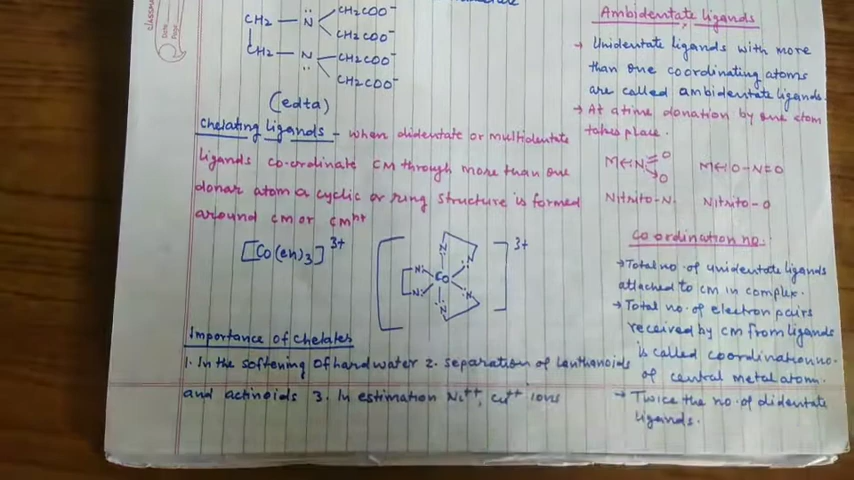 classm
Date
Page
CH₂ — N̈ CH₂COO⁻
CH₂COO⁻
CH₂ — N̈ CH₂COO⁻
CH₂COO⁻
(edta)
Chelating ligands - when didentate or multidentate
ligands co-ordinate CM through more than one
donar atom a cyclic or ring structure is formed
around CM or CMⁿ⁺
[Co(en)₃]³⁺
N N N Co N N N 3+
Importance of chelates
1. In the softening of hard water 2. separation of lanthanoids
and actinoids 3. In estimation Ni⁺⁺, Cu⁺⁺ ions
Ambidentate ligands
→ Unidentate ligands with more
than one coordinating atoms
are called ambidentate ligands.
→ At a time donation by one atom
takes place.
M←N O O M←O-N=O
Nitrito-N Nitrito-O
Coordination no.
→ Total no. of unidentate ligands
attached to CM in complex.
→ Total no. of electron pairs
received by CM from ligands
is called coordination no.
of central metal atom.
→ Twice the no. of didentate
ligands.